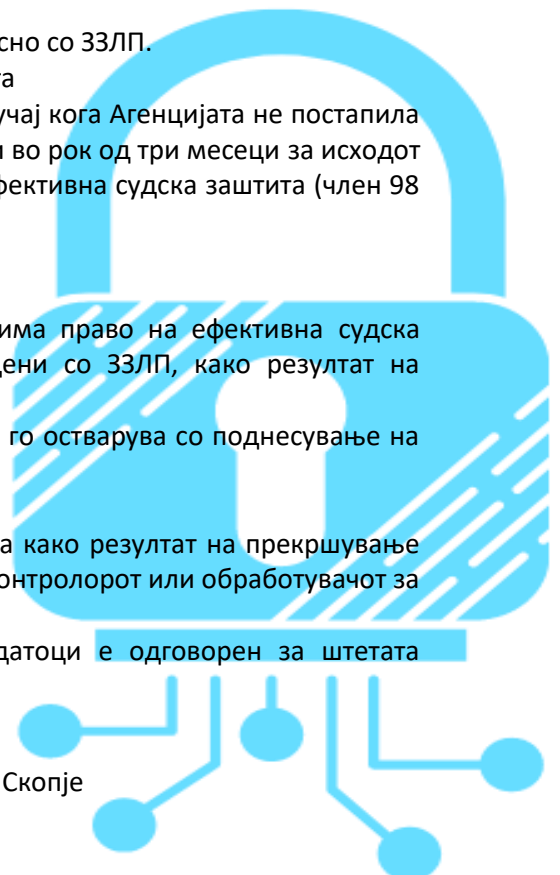 сно со ЗЗЛП.
та
учај кога Агенцијата не постапила
и во рок од три месеци за исходот
фективна судска заштита (член 98
има право на ефективна судска
дени со ЗЗЛП, како резултат на
го остварува со поднесување на
а како резултат на прекршување
онтролорот или обработувачот за
датоци е одговорен за штетата
Скопје